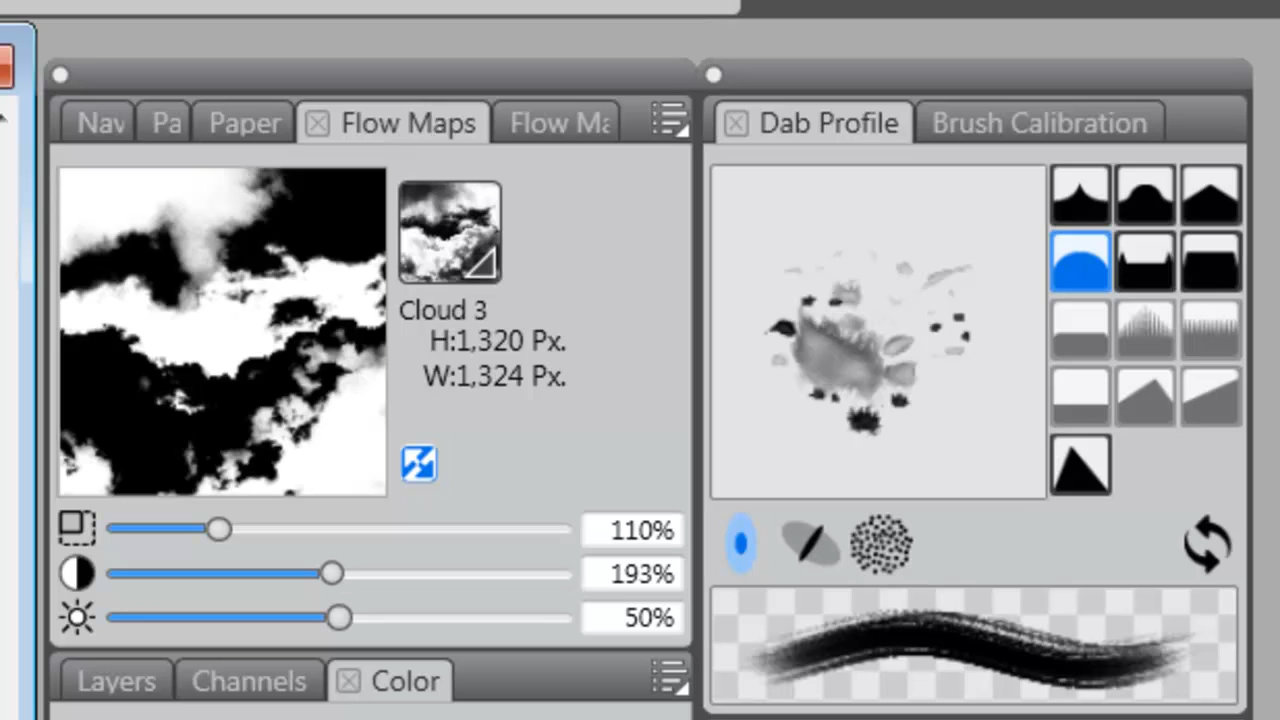 Nav Pa Paper Flow Maps Flow Ma
Dab Profile Brush Calibration
Cloud 3
H:1,320 Px.
W:1,324 Px.
110%
193%
50%
Layers Channels Color